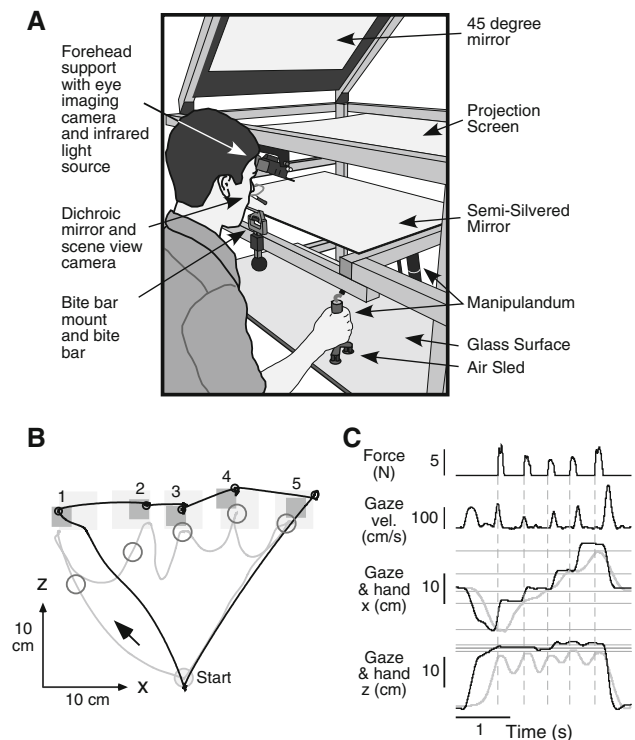 A
Forehead
support
with eye
imaging
camera
and infrared
light
source
Dichroic
mirror and
scene view
camera
Bite bar
mount
and bite
bar
45 degree
mirror
Projection
Screen
Semi-Silvered
Mirror
Manipulandum
Glass Surface
Air Sled
B
1
2
3
4
5
z
10
cm
10 cm
x
Start
C
Force
(N)
5
Gaze
vel.
(cm/s)
100
Gaze
& hand
x (cm)
10
Gaze
& hand
z (cm)
10
1
Time (s)